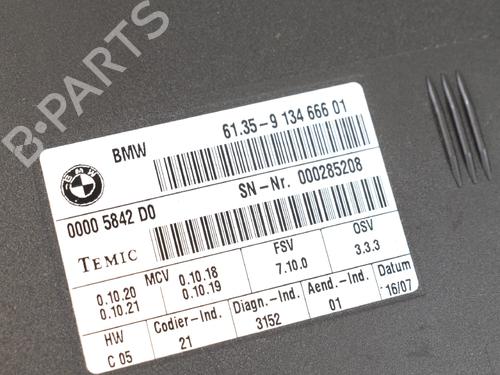 B-PARTS
BMW 61.35-9 134 666 01
BMW
SN-Nr. 000285208
0000 5842 D0
TEMIC
MCV FSV OSV
0.10.20 0.10.18 7.10.0 3.3.3
0.10.21 0.10.19
HW Codier-Ind. Diagn.-Ind. Aend.-Ind. Datum
C 05 21 3152 01 16/07